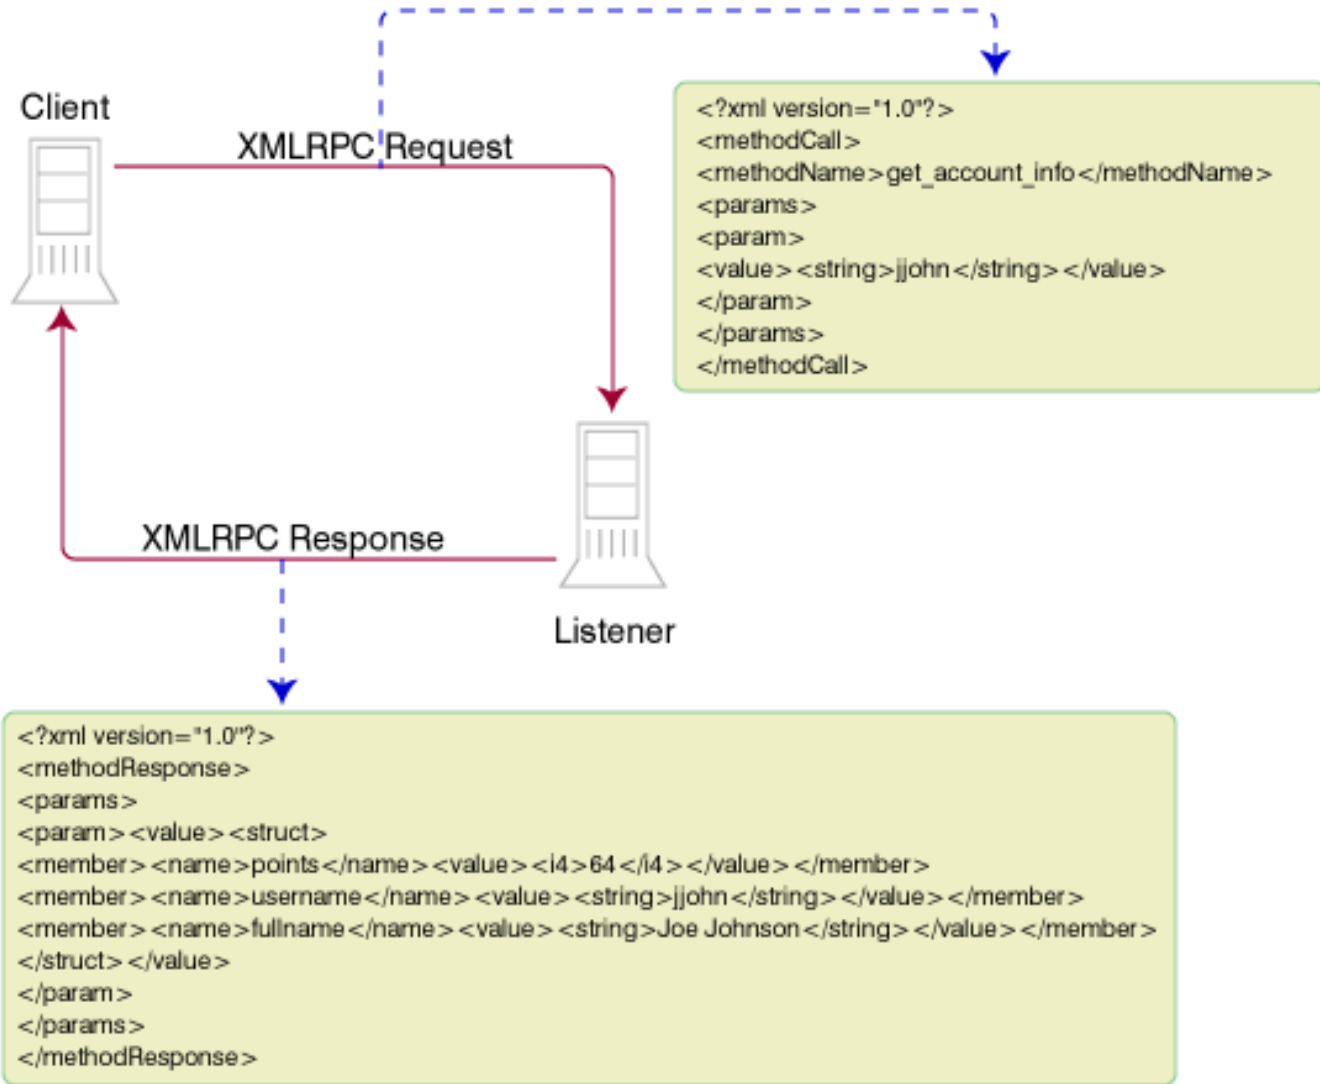 Client
XMLRPC Request
<?xml version="1.0"?>
<methodCall>
<methodName>get_account_info</methodName>
<params>
<param>
<value><string>jjohn</string></value>
</param>
</params>
</methodCall>
XMLRPC Response
Listener
<?xml version="1.0"?>
<methodResponse>
<params>
<param><value><struct>
<member><name>points</name><value><i4>64</i4></value></member>
<member><name>username</name><value><string>jjohn</string></value></member>
<member><name>fullname</name><value><string>Joe Johnson</string></value></member>
</struct></value>
</param>
</params>
</methodResponse>